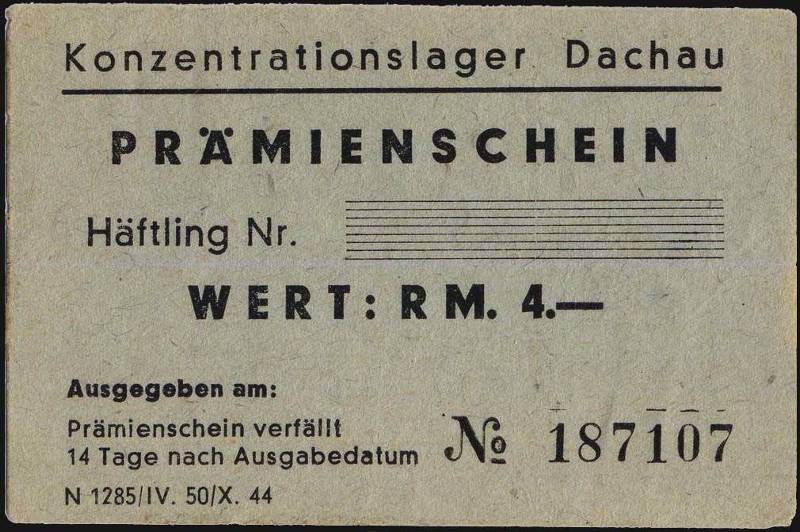 Konzentrationslager Dachau
PRÄMIENSCHEIN
Häftling Nr.
WERT: RM. 4.—
Ausgegeben am:
Prämienschein verfällt
14 Tage nach Ausgabedatum
№ 187107
N 1285/IV. 50/X. 44